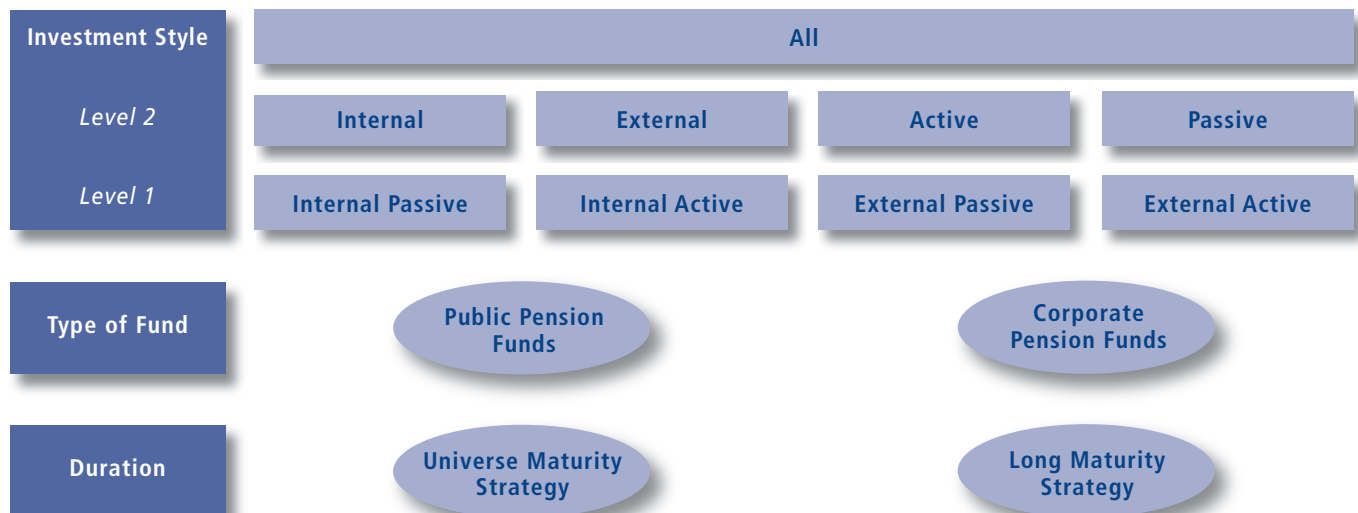 Investment Style
All
Level 2
Internal
External
Active
Passive
Level 1
Internal Passive
Internal Active
External Passive
External Active
Type of Fund
Public Pension
Funds
Corporate
Pension Funds
Duration
Universe Maturity
Strategy
Long Maturity
Strategy